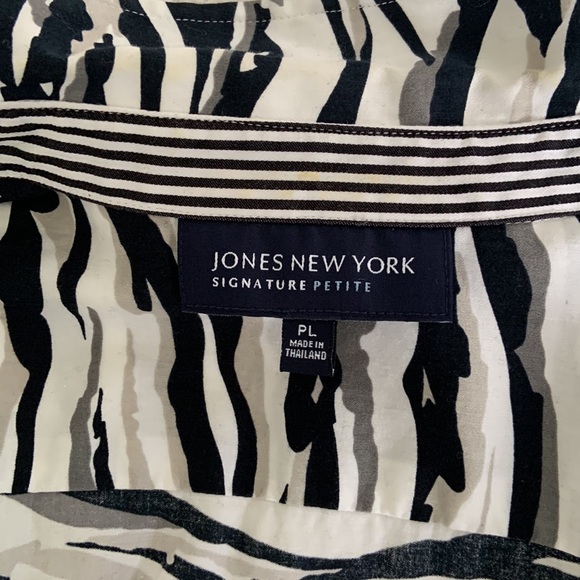 JONES NEW YORK
SIGNATURE PETITE
PL
MADE IN
THAILAND